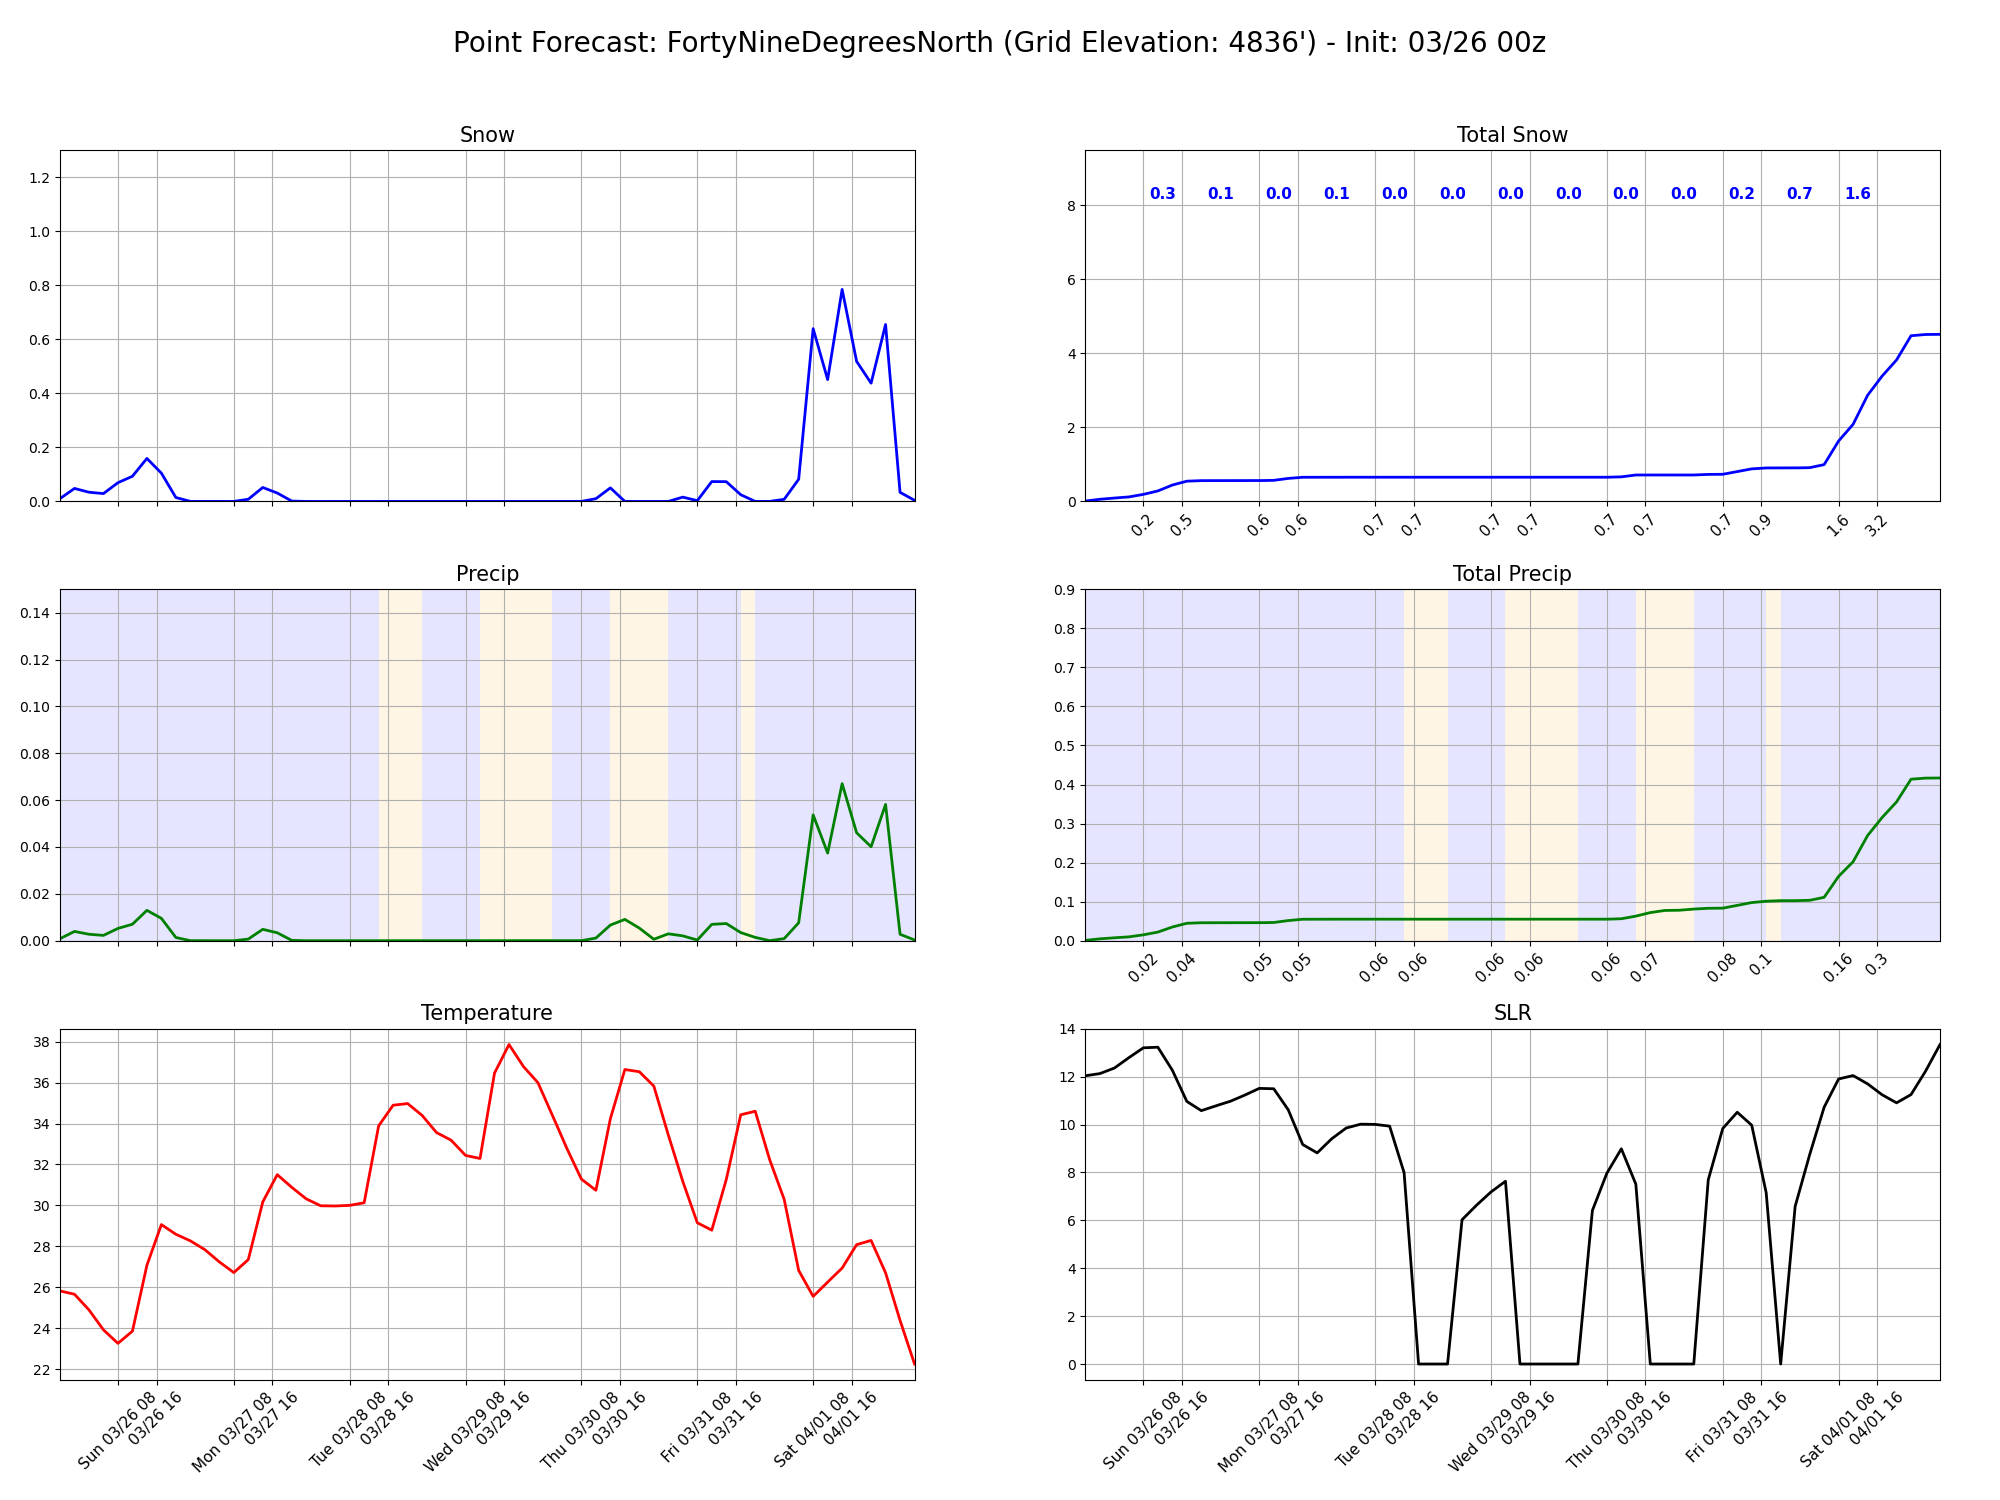 Point Forecast: FortyNineDegreesNorth (Grid Elevation: 4836') - Init: 03/26 00z
Snow
1.2
1.0
0.8
0.6
0.4
0.2
0.0
Total Snow
0.3 0.1 0.0 0.1 0.0 0.0 0.0 0.0 0.0 0.0 0.2 0.7 1.6
8
6
4
2
0
0.2 0.5 0.6 0.6 0.7 0.7 0.7 0.7 0.7 0.7 0.7 0.9 1.6 3.2
Precip
0.14
0.12
0.10
0.08
0.06
0.04
0.02
0.00
Total Precip
0.9
0.8
0.7
0.6
0.5
0.4
0.3
0.2
0.1
0.0
0.02 0.04 0.05 0.05 0.06 0.06 0.06 0.06 0.06 0.07 0.08 0.1 0.16 0.3
Temperature
38
36
34
32
30
28
26
24
22
Sun 03/26 08
03/26 16
Mon 03/27 08
03/27 16
Tue 03/28 08
03/28 16
Wed 03/29 08
03/29 16
Thu 03/30 08
03/30 16
Fri 03/31 08
03/31 16
Sat 04/01 08
04/01 16
SLR
14
12
10
8
6
4
2
0
Sun 03/26 08
03/26 16
Mon 03/27 08
03/27 16
Tue 03/28 08
03/28 16
Wed 03/29 08
03/29 16
Thu 03/30 08
03/30 16
Fri 03/31 08
03/31 16
Sat 04/01 08
04/01 16